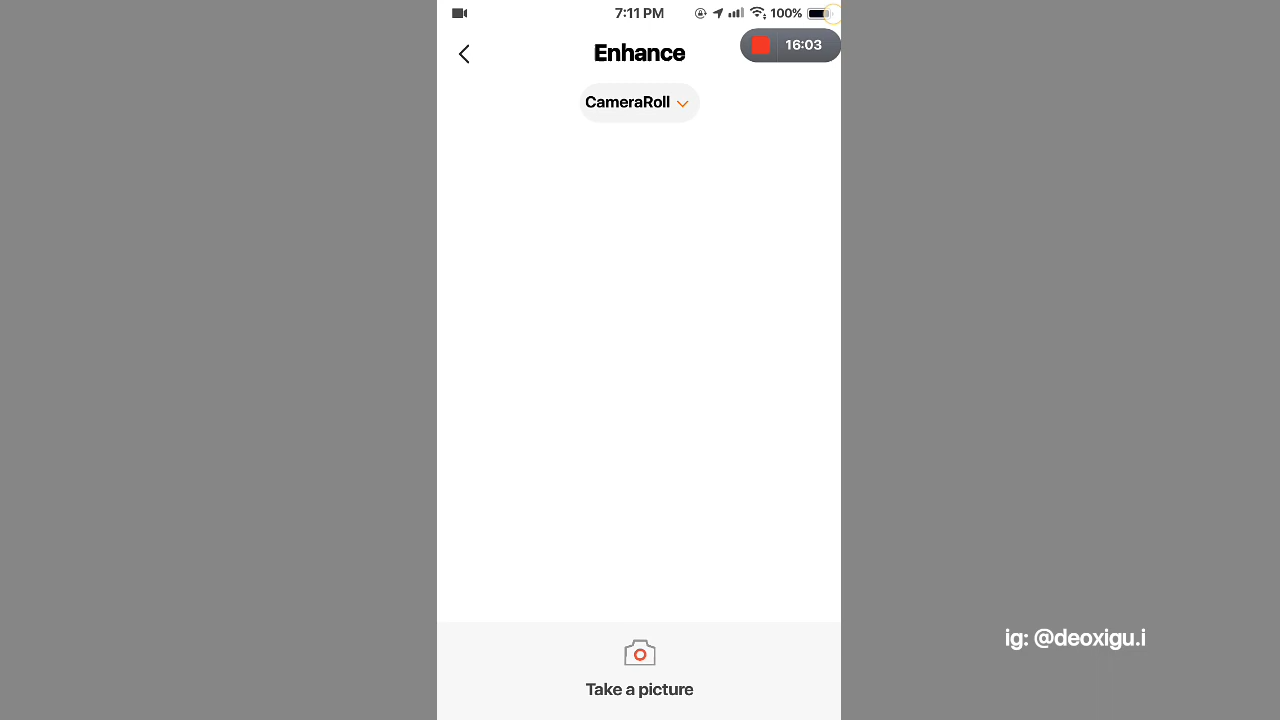 7:11 PM 100%
Enhance
16:03
CameraRoll
Take a picture
ig: @deoxigu.i